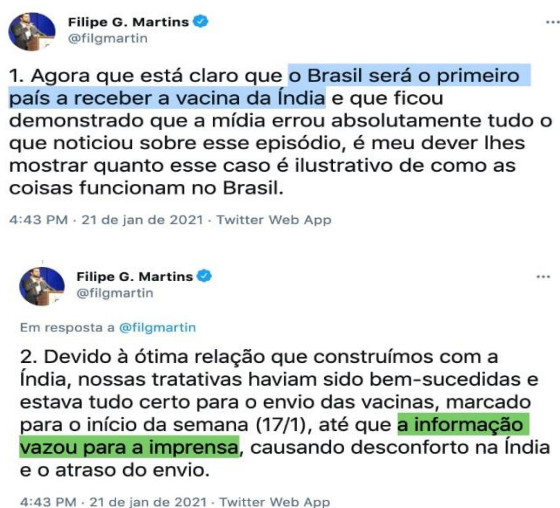 Filipe G. Martins
@filgmartin
1. Agora que está claro que o Brasil será o primeiro
país a receber a vacina da Índia e que ficou
demonstrado que a mídia errou absolutamente tudo o
que noticiou sobre esse episódio, é meu dever lhes
mostrar quanto esse caso é ilustrativo de como as
coisas funcionam no Brasil.
4:43 PM · 21 de jan de 2021 · Twitter Web App
Filipe G. Martins
@filgmartin
Em resposta a @filgmartin
2. Devido à ótima relação que construímos com a
Índia, nossas tratativas haviam sido bem-sucedidas e
estava tudo certo para o envio das vacinas, marcado
para o início da semana (17/1), até que a informação
vazou para a imprensa, causando desconforto na Índia
e o atraso do envio.
4:43 PM · 21 de jan de 2021 · Twitter Web App